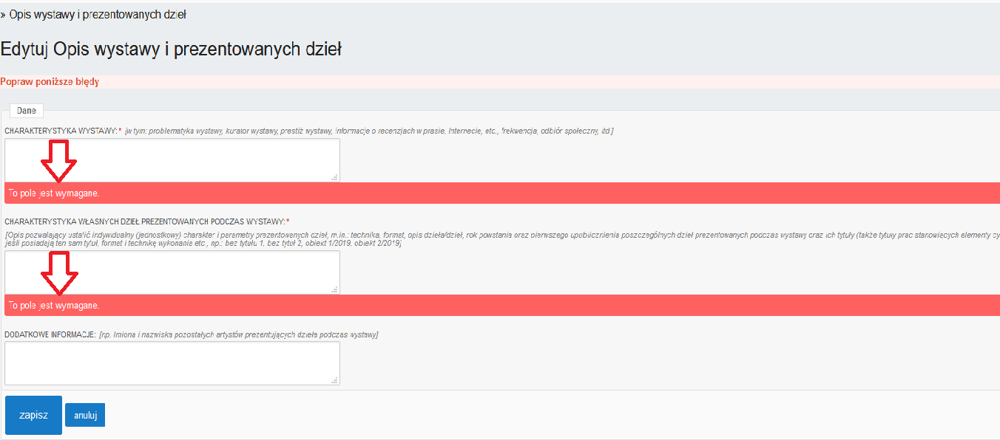 » Opis wystawy i prezentowanych dzieł
Edytuj Opis wystawy i prezentowanych dzieł
Popraw poniższe błędy
Dane
CHARAKTERYSTYKA WYSTAWY:* [w tym: problematyka wystawy, kurator wystawy, prestiż wystawy, informacje o recenzjach w prasie, Internecie, etc., frekwencja, odbiór społeczny, itd.]
To pole jest wymagane.
CHARAKTERYSTYKA WŁASNYCH DZIEŁ PREZENTOWANYCH PODCZAS WYSTAWY:*
[Opis pozwalający ustalić indywidualny (jednostkowy) charakter i parametry prezentowanych dzieł, m.in.: technika, format, opis dzieła/dzieł, rok powstania oraz pierwszego upublicznienia poszczególnych dzieł prezentowanych podczas wystawy oraz ich tytuły (także tytuły prac stanowiących elementy cy
jeśli posiadają ten sam tytuł, format i technikę wykonania etc., np.: bez tytułu 1, bez tytuł 2, obiekt 1/2019, obiekt 2/2019]
To pole jest wymagane.
DODATKOWE INFORMACJE: [np. Imiona i nazwiska pozostałych artystów prezentujących dzieła podczas wystawy]
zapisz anuluj